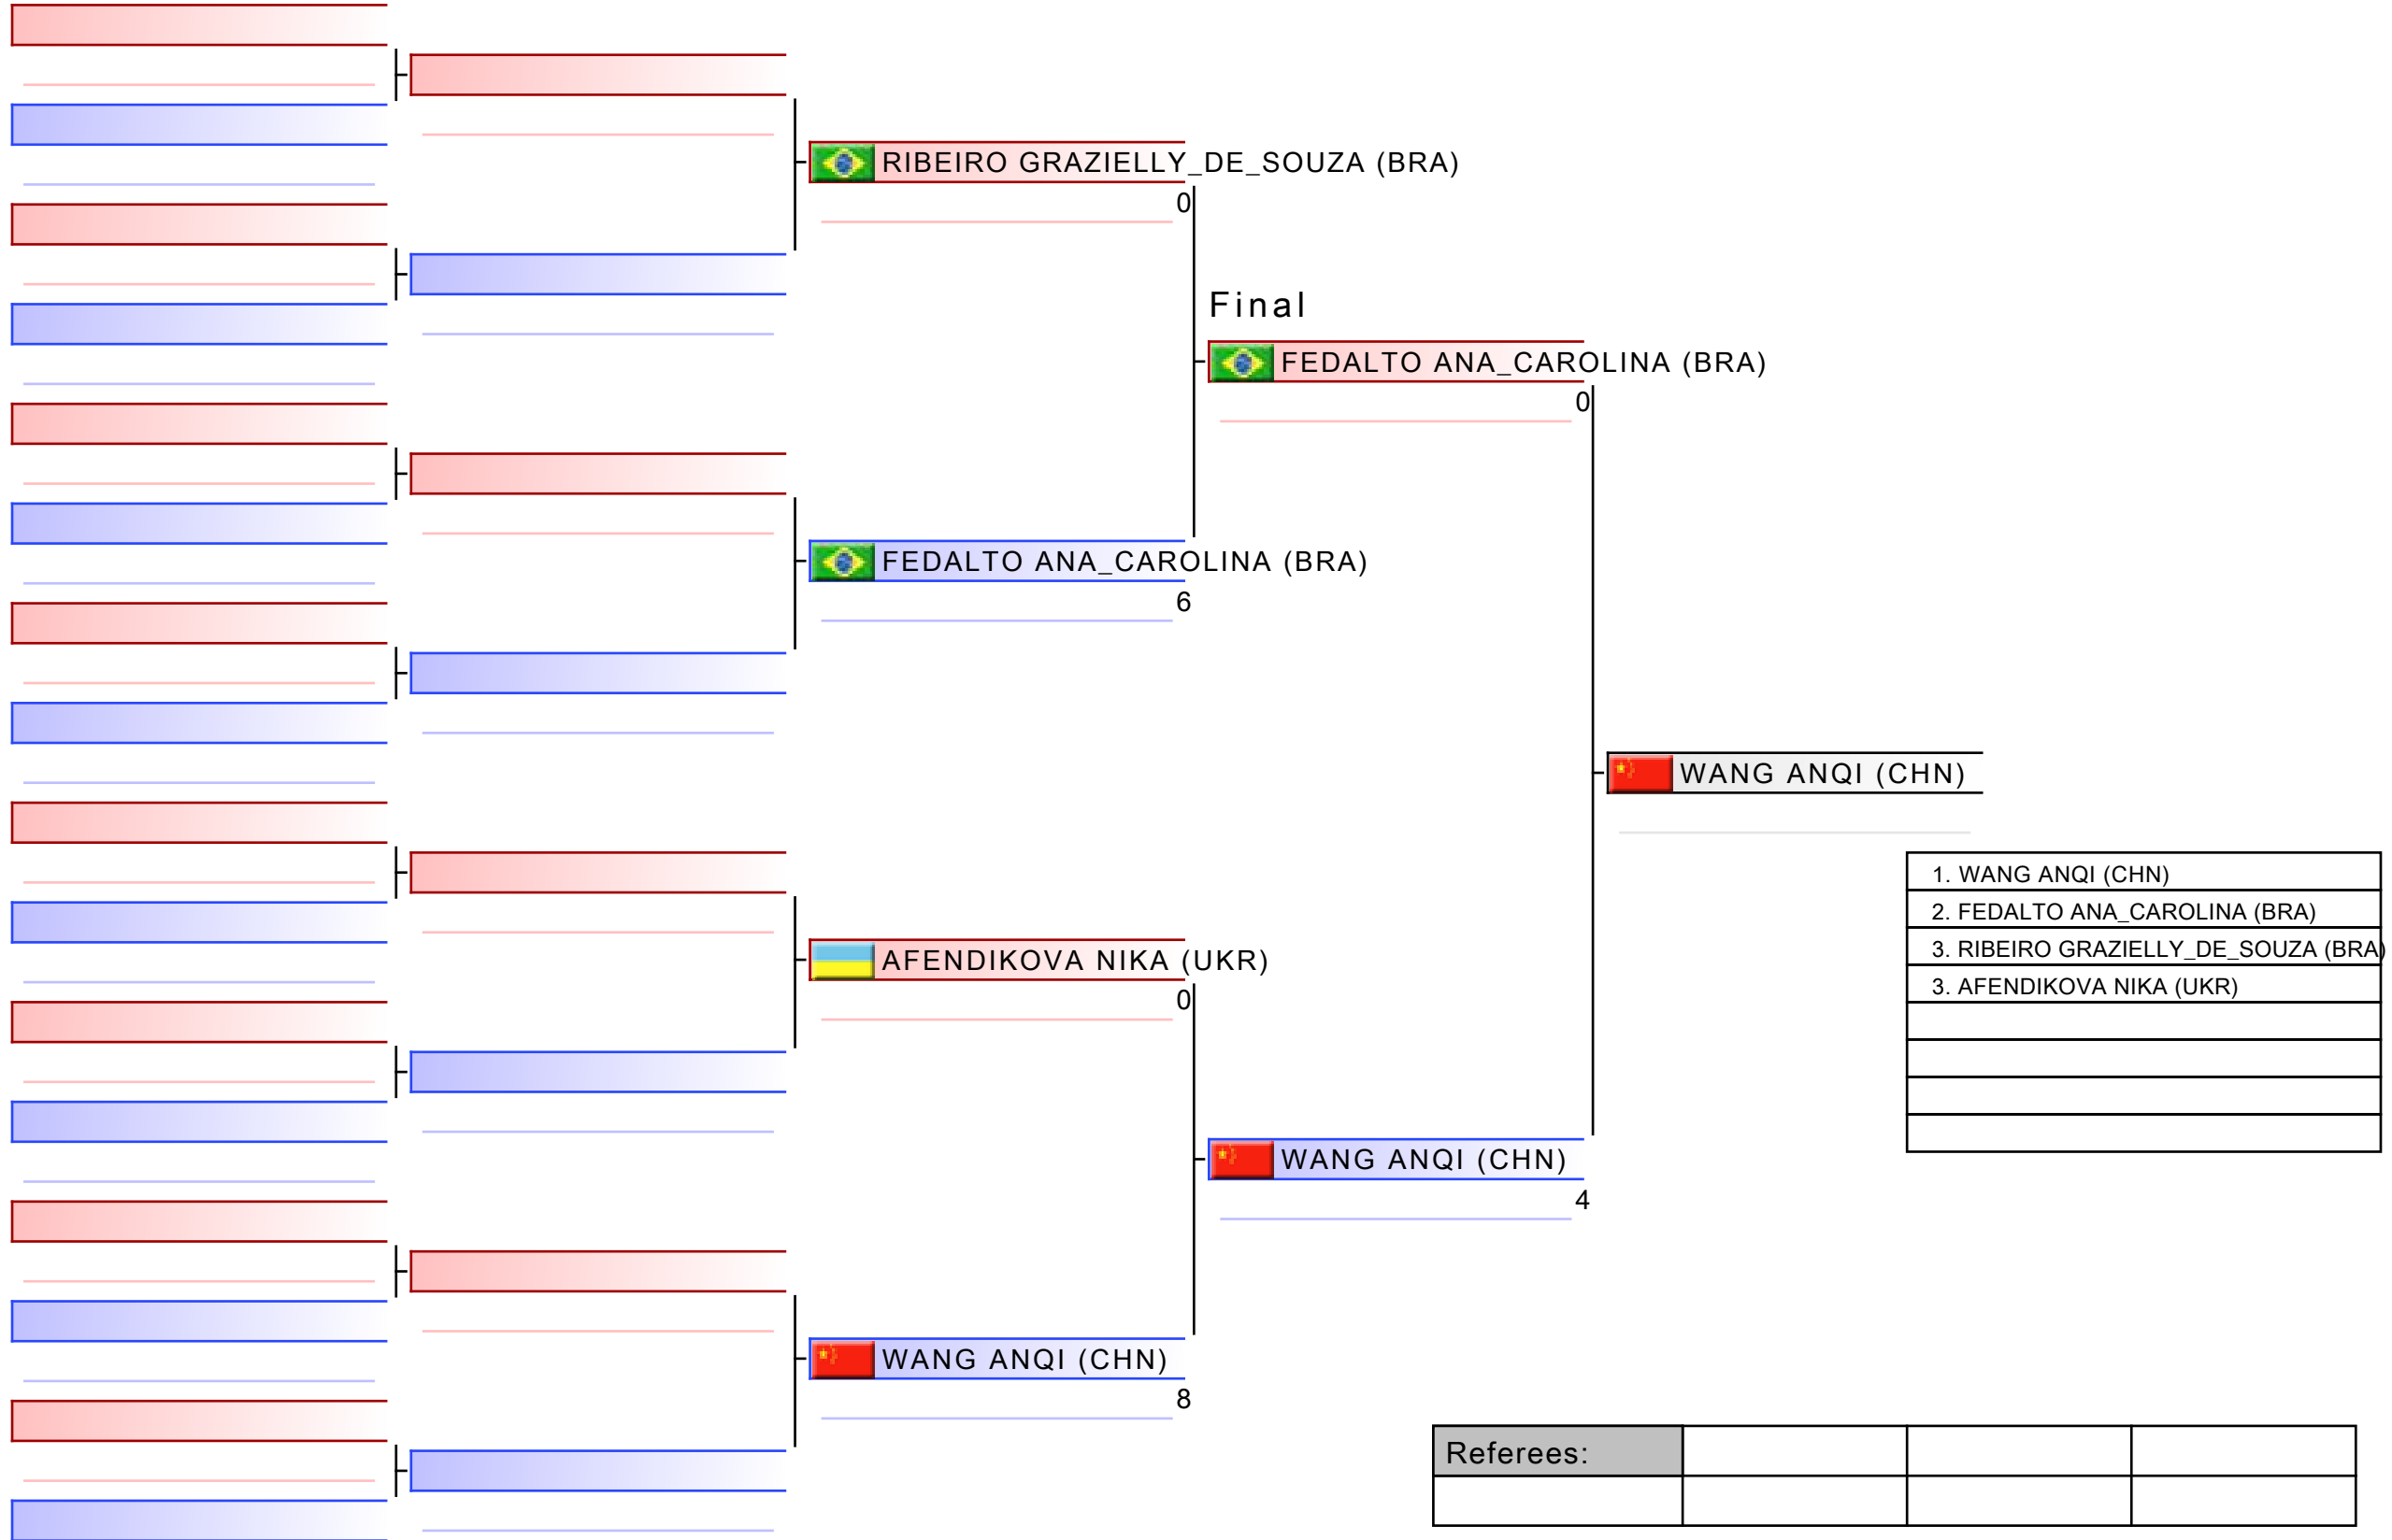 RIBEIRO GRAZIELLY_DE_SOUZA (BRA)
0
Final
FEDALTO ANA_CAROLINA (BRA)
0
FEDALTO ANA_CAROLINA (BRA)
6
WANG ANQI (CHN)
1. WANG ANQI (CHN)
2. FEDALTO ANA_CAROLINA (BRA)
3. RIBEIRO GRAZIELLY_DE_SOUZA (BRA)
3. AFENDIKOVA NIKA (UKR)
AFENDIKOVA NIKA (UKR)
0
WANG ANQI (CHN)
4
WANG ANQI (CHN)
8
Referees: